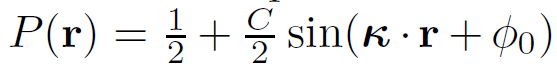 P(r) = 1/2 + C/2 sin(κ · r + ϕ₀)